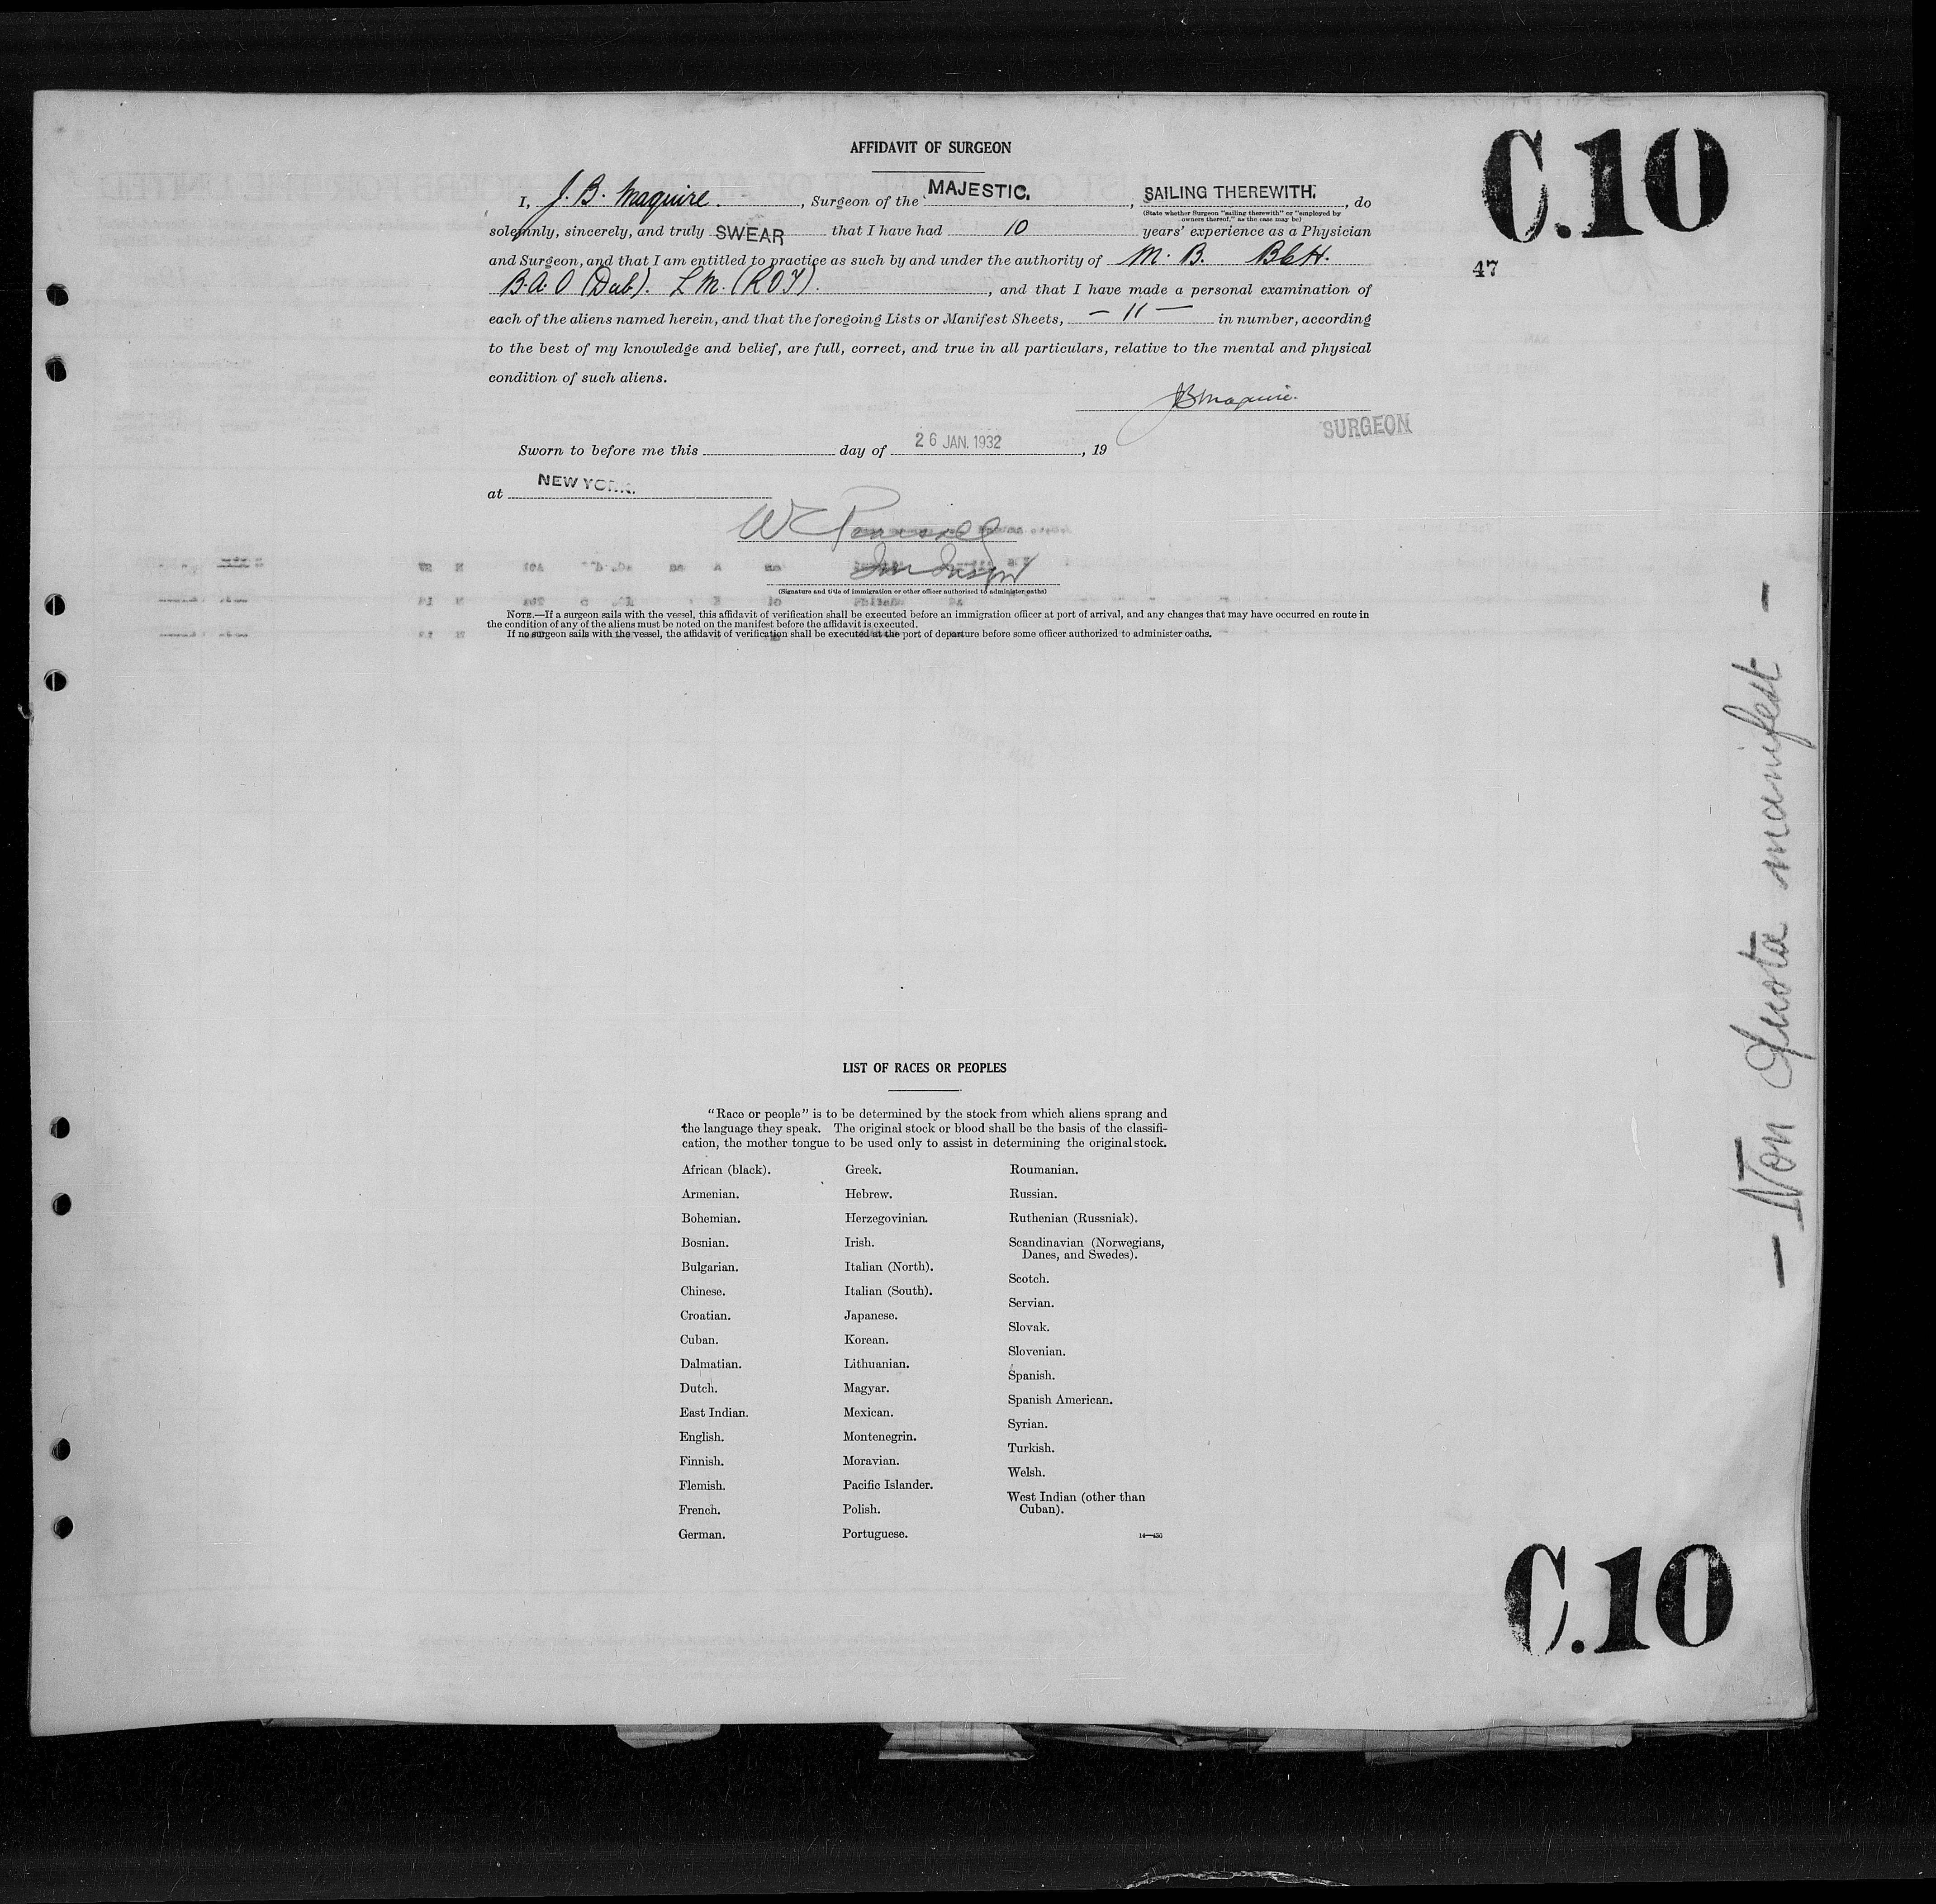 AFFIDAVIT OF SURGEON
C.10
47
I, J. B. Maguire. , Surgeon of the MAJESTIC. , SAILING THEREWITH. , do
(State whether Surgeon "sailing therewith" or "employed by
owners thereof," as the case may be)
solemnly, sincerely, and truly SWEAR that I have had 10 years' experience as a Physician
and Surgeon, and that I am entitled to practice as such by and under the authority of M. B. BCH.
B.A.O (Dub). L.M. (ROT). , and that I have made a personal examination of
each of the aliens named herein, and that the foregoing Lists or Manifest Sheets, — 11 — in number, according
to the best of my knowledge and belief, are full, correct, and true in all particulars, relative to the mental and physical
condition of such aliens.
JB Maguire.
SURGEON
Sworn to before me this day of 26 JAN. 1932 , 19
at NEW YORK.
W C Pearsall
Imm Inspr
(Signature and title of immigration or other officer authorized to administer oaths)
NOTE.—If a surgeon sails with the vessel, this affidavit of verification shall be executed before an immigration officer at port of arrival, and any changes that may have occurred en route in
the condition of any of the aliens must be noted on the manifest before the affidavit is executed.
If no surgeon sails with the vessel, the affidavit of verification shall be executed at the port of departure before some officer authorized to administer oaths.
— Non Quota manifest —
LIST OF RACES OR PEOPLES
"Race or people" is to be determined by the stock from which aliens sprang and
the language they speak. The original stock or blood shall be the basis of the classifi-
cation, the mother tongue to be used only to assist in determining the original stock.
African (black).
Armenian.
Bohemian.
Bosnian.
Bulgarian.
Chinese.
Croatian.
Cuban.
Dalmatian.
Dutch.
East Indian.
English.
Finnish.
Flemish.
French.
German.
Greek.
Hebrew.
Herzegovinian.
Irish.
Italian (North).
Italian (South).
Japanese.
Korean.
Lithuanian.
Magyar.
Mexican.
Montenegrin.
Moravian.
Pacific Islander.
Polish.
Portuguese.
Roumanian.
Russian.
Ruthenian (Russniak).
Scandinavian (Norwegians,
Danes, and Swedes).
Scotch.
Servian.
Slovak.
Slovenian.
Spanish.
Spanish American.
Syrian.
Turkish.
Welsh.
West Indian (other than
Cuban).
14—436
C.10